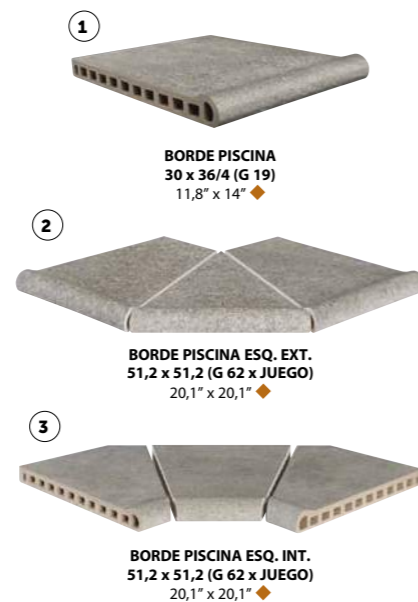 1
BORDE PISCINA
30 x 36/4 (G 19)
11,8” x 14”
2
BORDE PISCINA ESQ. EXT.
51,2 x 51,2 (G 62 x JUEGO)
20,1” x 20,1”
3
BORDE PISCINA ESQ. INT.
51,2 x 51,2 (G 62 x JUEGO)
20,1” x 20,1”